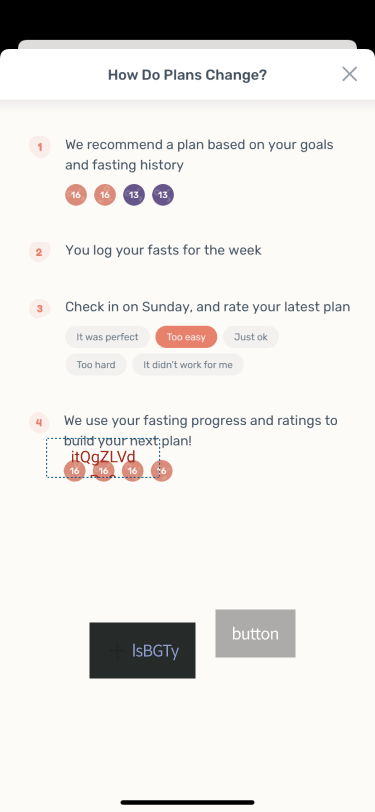 How Do Plans Change?
1
We recommend a plan based on your goals
and fasting history
16 16 13 13
2
You log your fasts for the week
3
Check in on Sunday, and rate your latest plan
It was perfect Too easy Just ok
Too hard It didn't work for me
4
We use your fasting progress and ratings to
build your next plan!
itQgZLVd
16 16 16 16
button
+ lsBGTy